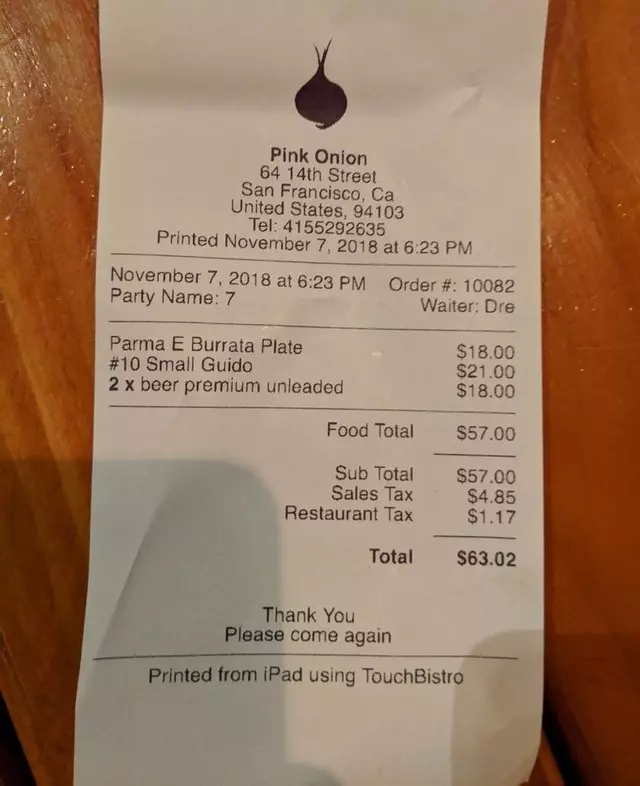 Pink Onion
64 14th Street
San Francisco, Ca
United States, 94103
Tel: 4155292635
Printed November 7, 2018 at 6:23 PM
November 7, 2018 at 6:23 PM Order #: 10082
Party Name: 7 Waiter: Dre
Parma E Burrata Plate $18.00
#10 Small Guido $21.00
2 x beer premium unleaded $18.00
Food Total $57.00
Sub Total $57.00
Sales Tax $4.85
Restaurant Tax $1.17
Total $63.02
Thank You
Please come again
Printed from iPad using TouchBistro